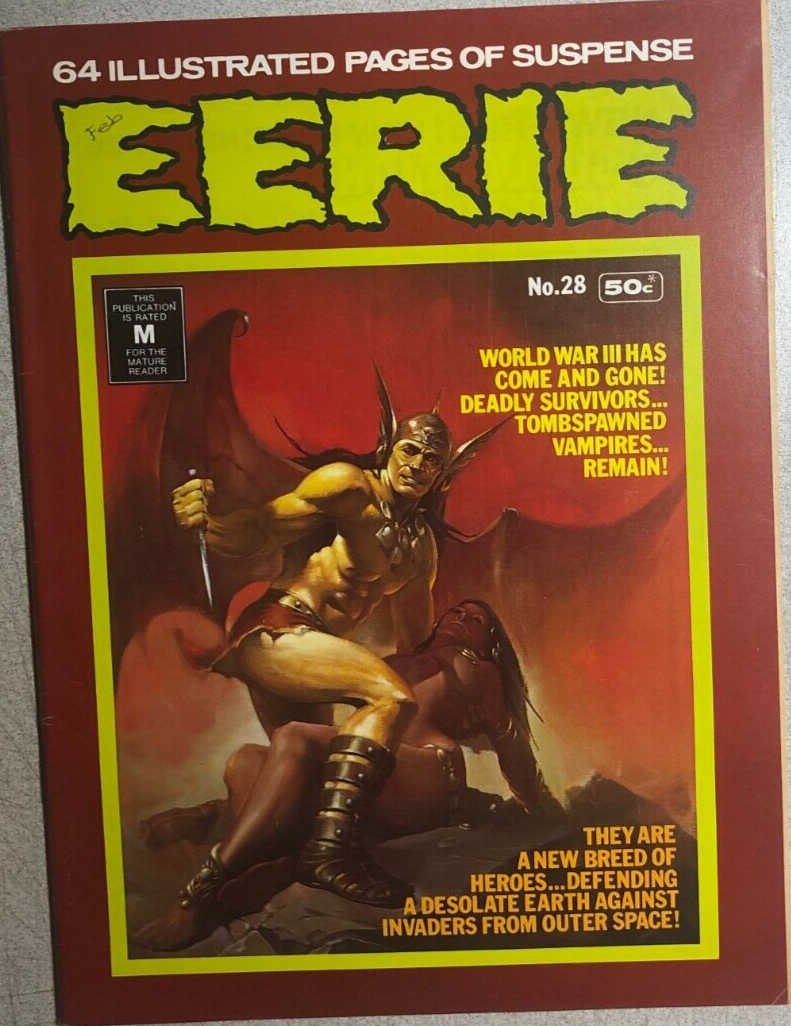 64 ILLUSTRATED PAGES OF SUSPENSE
Feb
EERIE
No.28 50c*
THIS
PUBLICATION
IS RATED
M
FOR THE
MATURE
READER
WORLD WAR III HAS
COME AND GONE!
DEADLY SURVIVORS...
TOMBSPAWNED
VAMPIRES...
REMAIN!
THEY ARE
A NEW BREED OF
HEROES...DEFENDING
A DESOLATE EARTH AGAINST
INVADERS FROM OUTER SPACE!